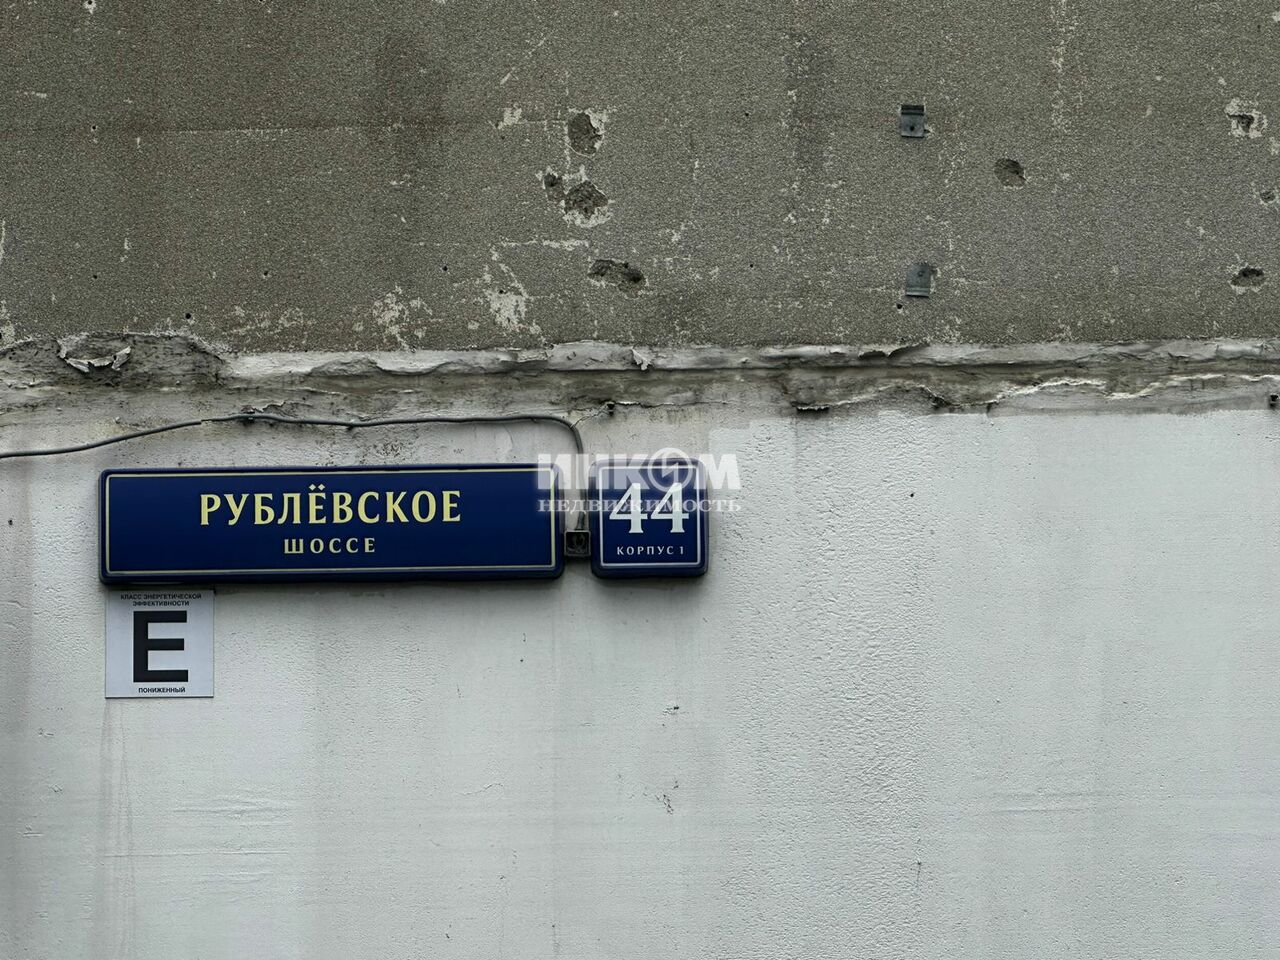 РУБЛЁВСКОЕ
ШОССЕ
44
КОРПУС 1
ИНКОМ
НЕДВИЖИМОСТЬ
КЛАСС ЭНЕРГЕТИЧЕСКОЙ
ЭФФЕКТИВНОСТИ
E
ПОНИЖЕННЫЙ